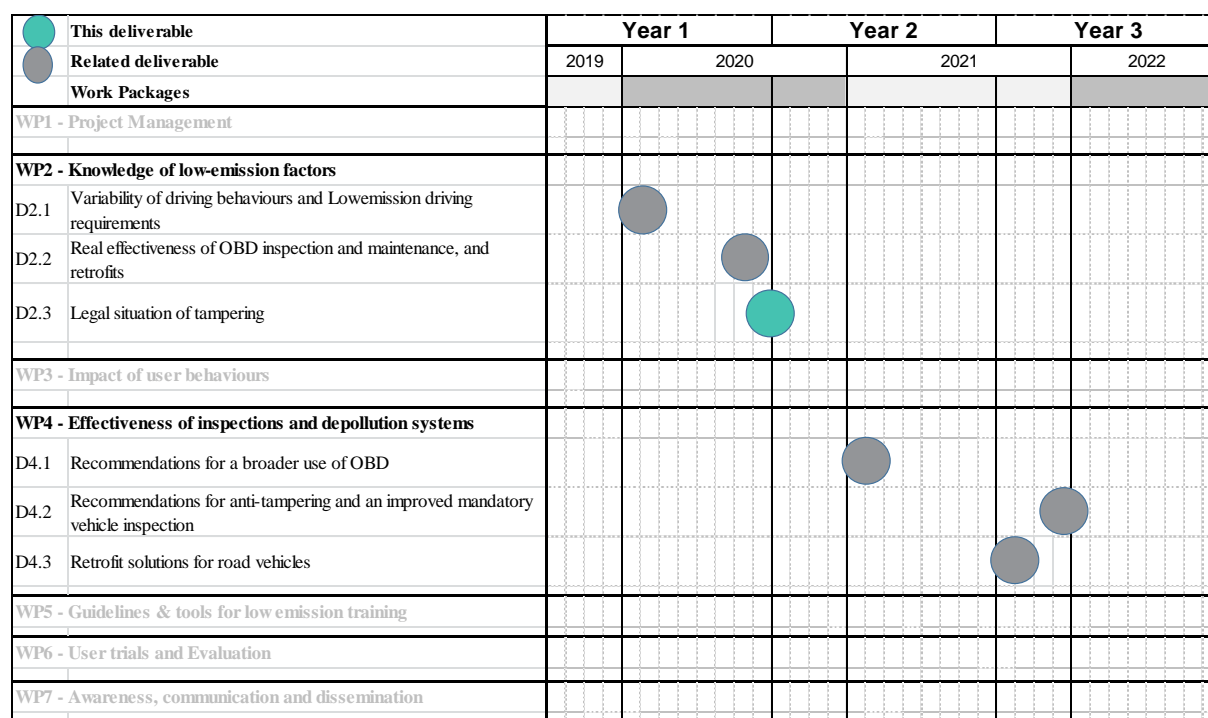 This deliverable
Year 1
Year 2
Year 3
Related deliverable
2019
2020
2021
2022
Work Packages
WP1 - Project Management
WP2 - Knowledge of low-emission factors
D2.1
Variability of driving behaviours and Lowemission driving
requirements
D2.2
Real effectiveness of OBD inspection and maintenance, and
retrofits
D2.3
Legal situation of tampering
WP3 - Impact of user behaviours
WP4 - Effectiveness of inspections and depollution systems
D4.1
Recommendations for a broader use of OBD
D4.2
Recommendations for anti-tampering and an improved mandatory
vehicle inspection
D4.3
Retrofit solutions for road vehicles
WP5 - Guidelines & tools for low emission training
WP6 - User trials and Evaluation
WP7 - Awareness, communication and dissemination